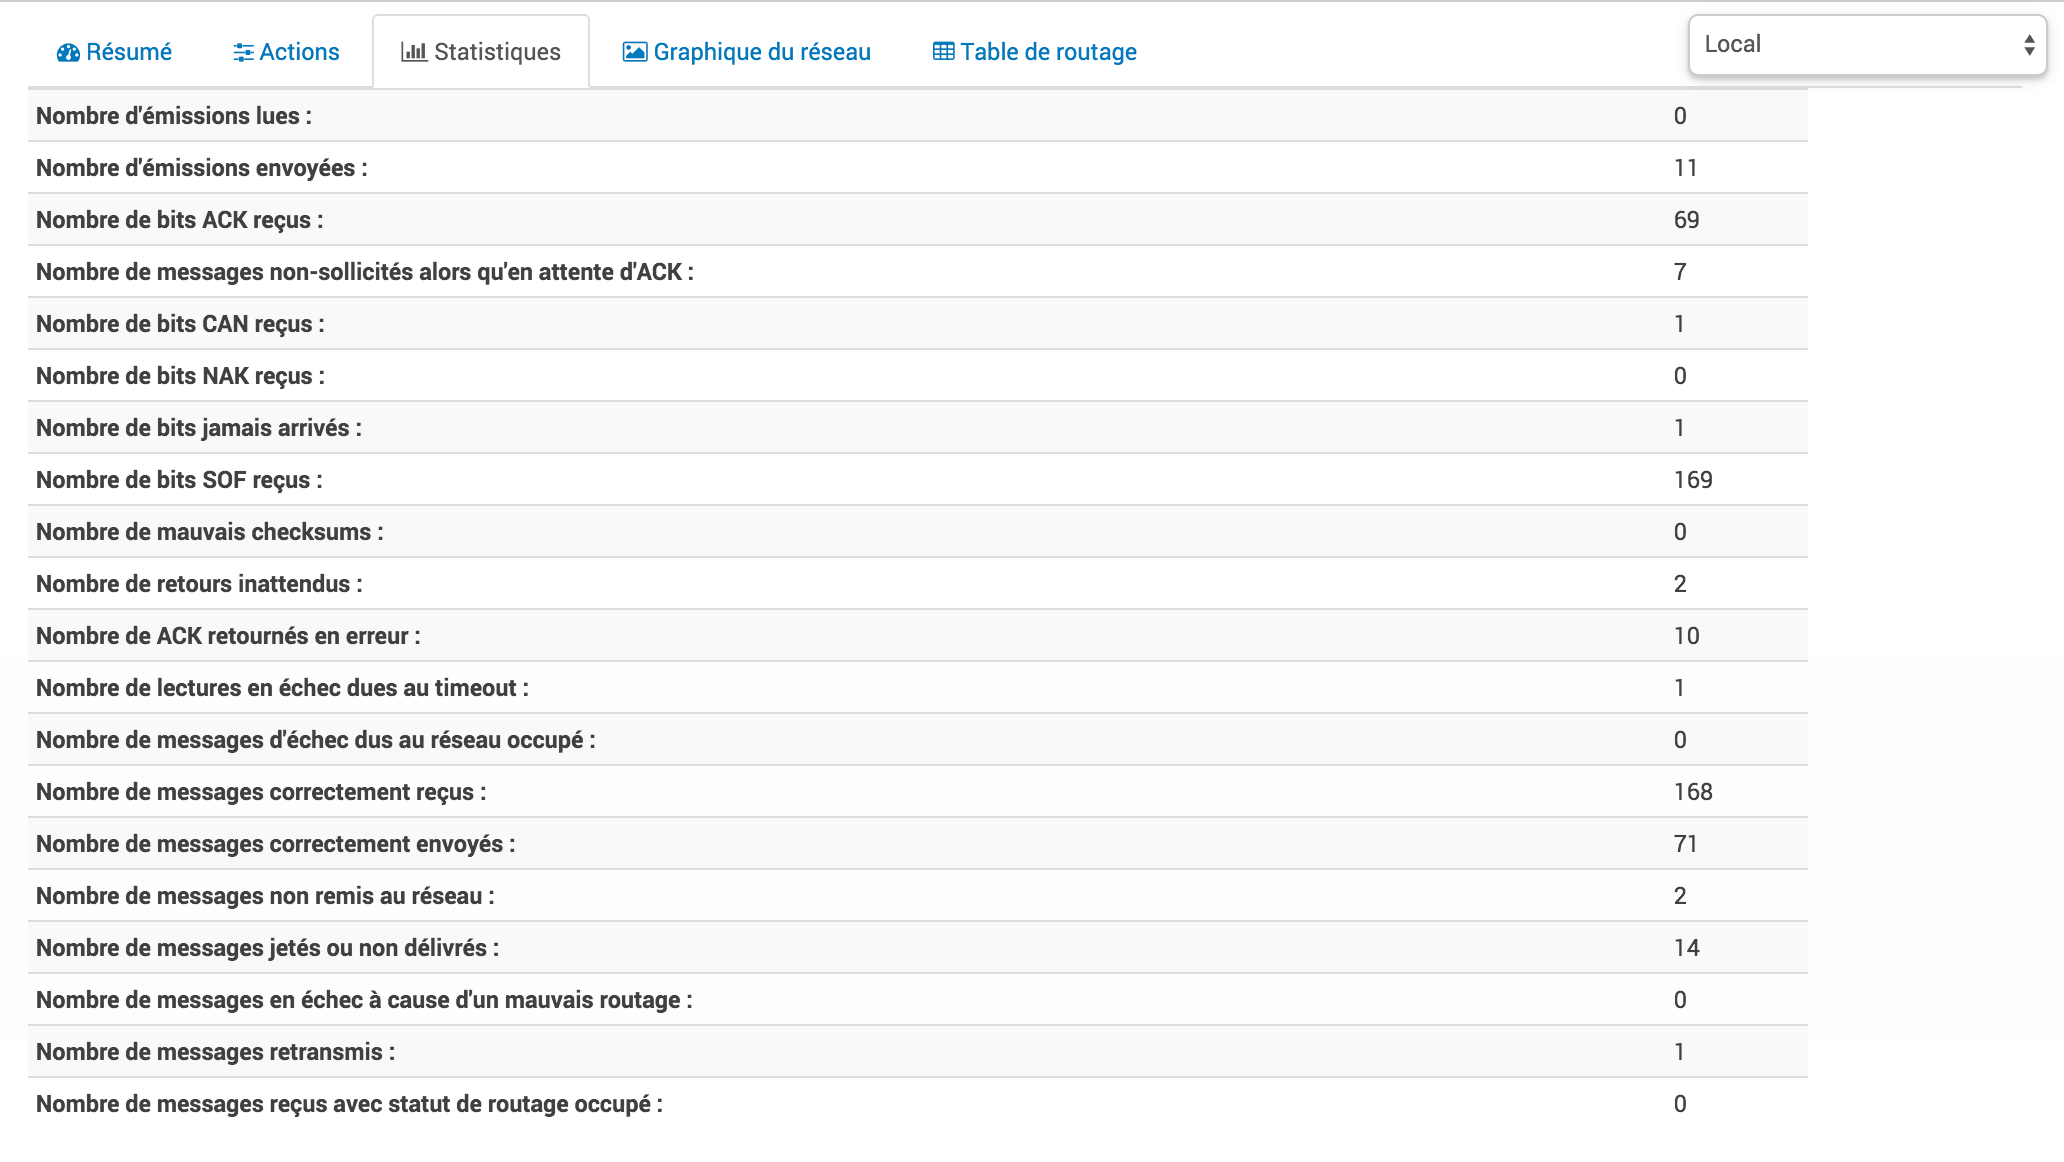 Résumé Actions Statistiques Graphique du réseau Table de routage Local
Nombre d'émissions lues : 0
Nombre d'émissions envoyées : 11
Nombre de bits ACK reçus : 69
Nombre de messages non-sollicités alors qu'en attente d'ACK : 7
Nombre de bits CAN reçus : 1
Nombre de bits NAK reçus : 0
Nombre de bits jamais arrivés : 1
Nombre de bits SOF reçus : 169
Nombre de mauvais checksums : 0
Nombre de retours inattendus : 2
Nombre de ACK retournés en erreur : 10
Nombre de lectures en échec dues au timeout : 1
Nombre de messages d'échec dus au réseau occupé : 0
Nombre de messages correctement reçus : 168
Nombre de messages correctement envoyés : 71
Nombre de messages non remis au réseau : 2
Nombre de messages jetés ou non délivrés : 14
Nombre de messages en échec à cause d'un mauvais routage : 0
Nombre de messages retransmis : 1
Nombre de messages reçus avec statut de routage occupé : 0